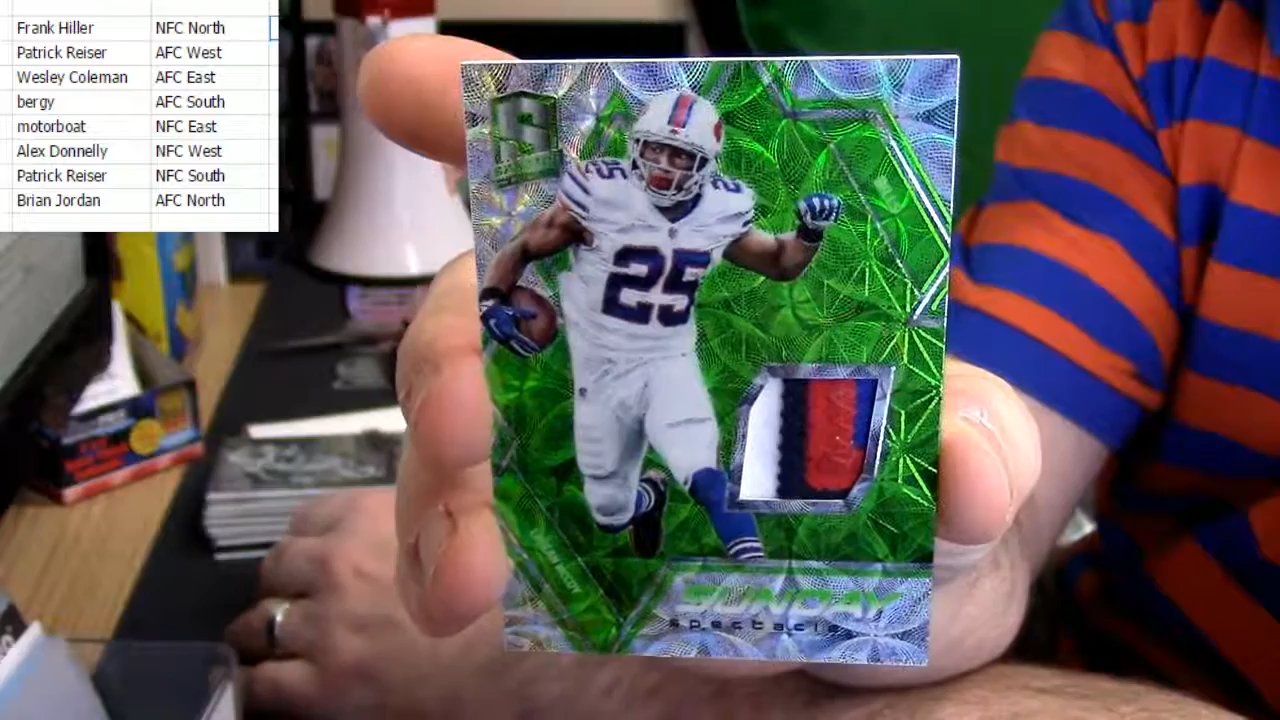 Frank Hiller NFC North
Patrick Reiser AFC West
Wesley Coleman AFC East
bergy AFC South
motorboat NFC East
Alex Donnelly NFC West
Patrick Reiser NFC South
Brian Jordan AFC North
25
25
25
SUNDAY
spectacle